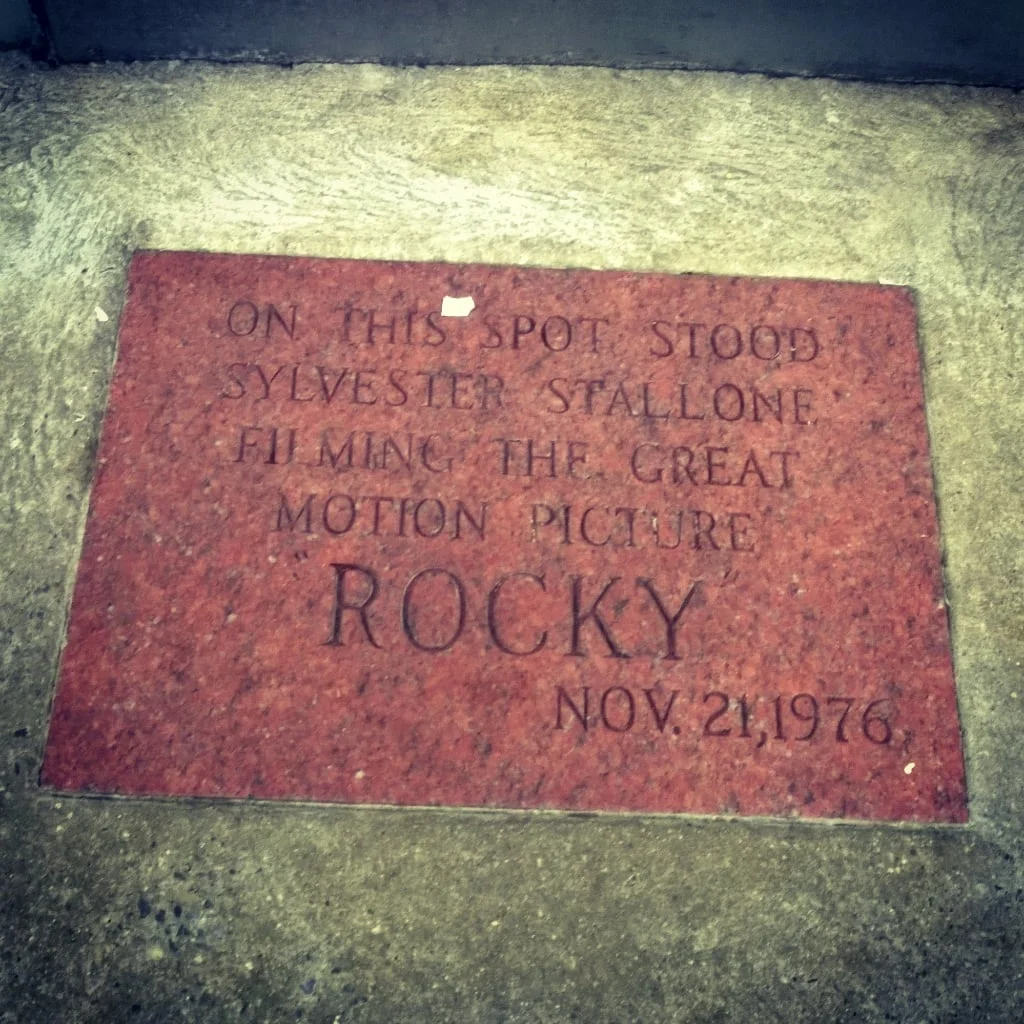 ON THIS SPOT STOOD
SYLVESTER STALLONE
FILMING THE GREAT
MOTION PICTURE
"ROCKY"
NOV. 21, 1976